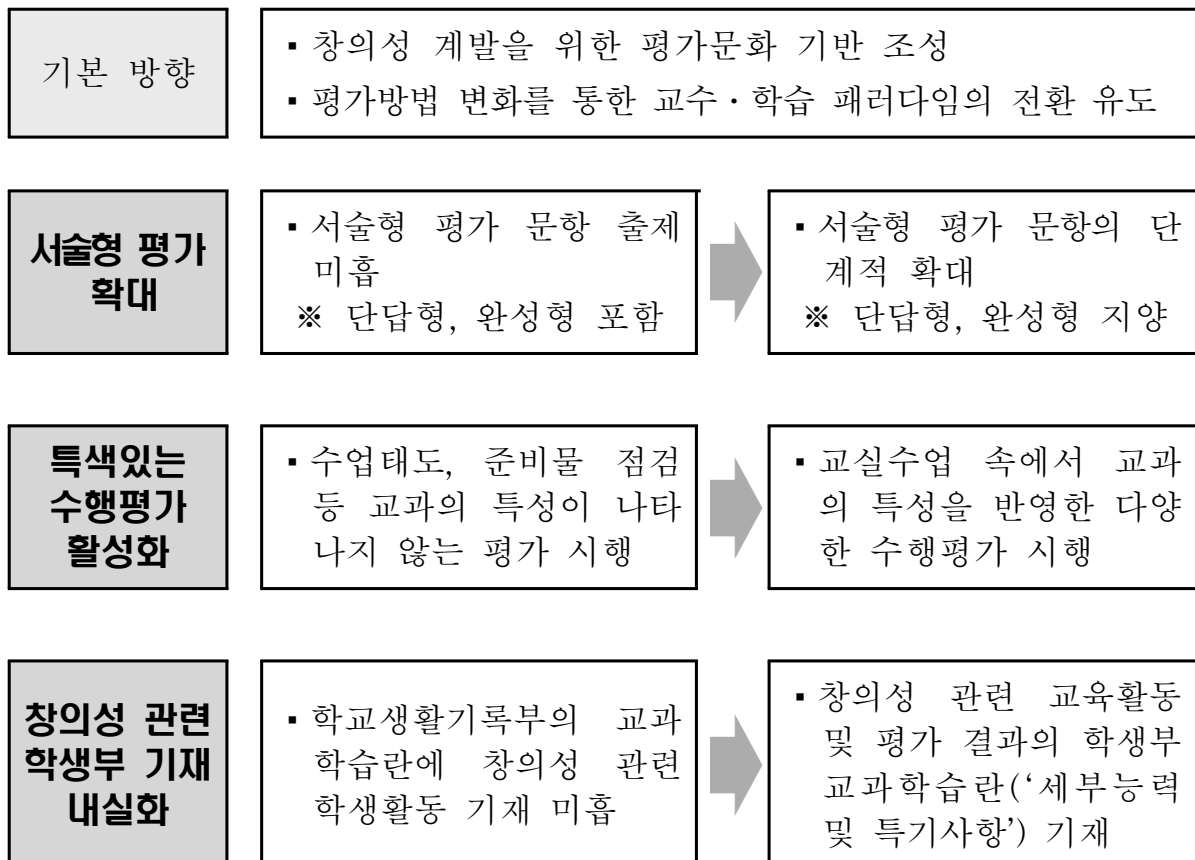 기본 방향
▪ 창의성 계발을 위한 평가문화 기반 조성
▪ 평가방법 변화를 통한 교수·학습 패러다임의 전환 유도
서술형 평가
확대
▪ 서술형 평가 문항 출제
미흡
※ 단답형, 완성형 포함
▪ 서술형 평가 문항의 단
계적 확대
※ 단답형, 완성형 지양
특색있는
수행평가
활성화
▪ 수업태도, 준비물 점검
등 교과의 특성이 나타
나지 않는 평가 시행
▪ 교실수업 속에서 교과
의 특성을 반영한 다양
한 수행평가 시행
창의성 관련
학생부 기재
내실화
▪ 학교생활기록부의 교과
학습란에 창의성 관련
학생활동 기재 미흡
▪ 창의성 관련 교육활동
및 평가 결과의 학생부
교과학습란(‘세부능력
및 특기사항’) 기재